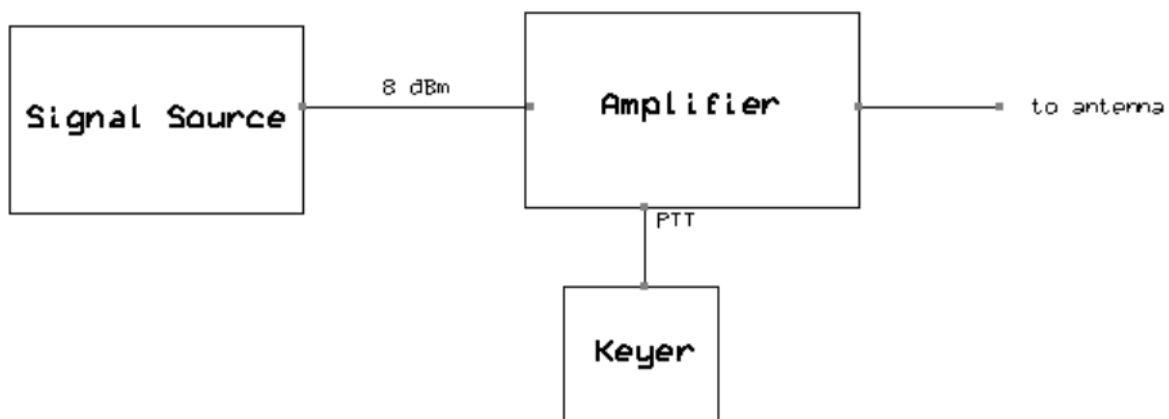 8 dBm
Signal Source
Amplifier
to antenna
PTT
Keyer